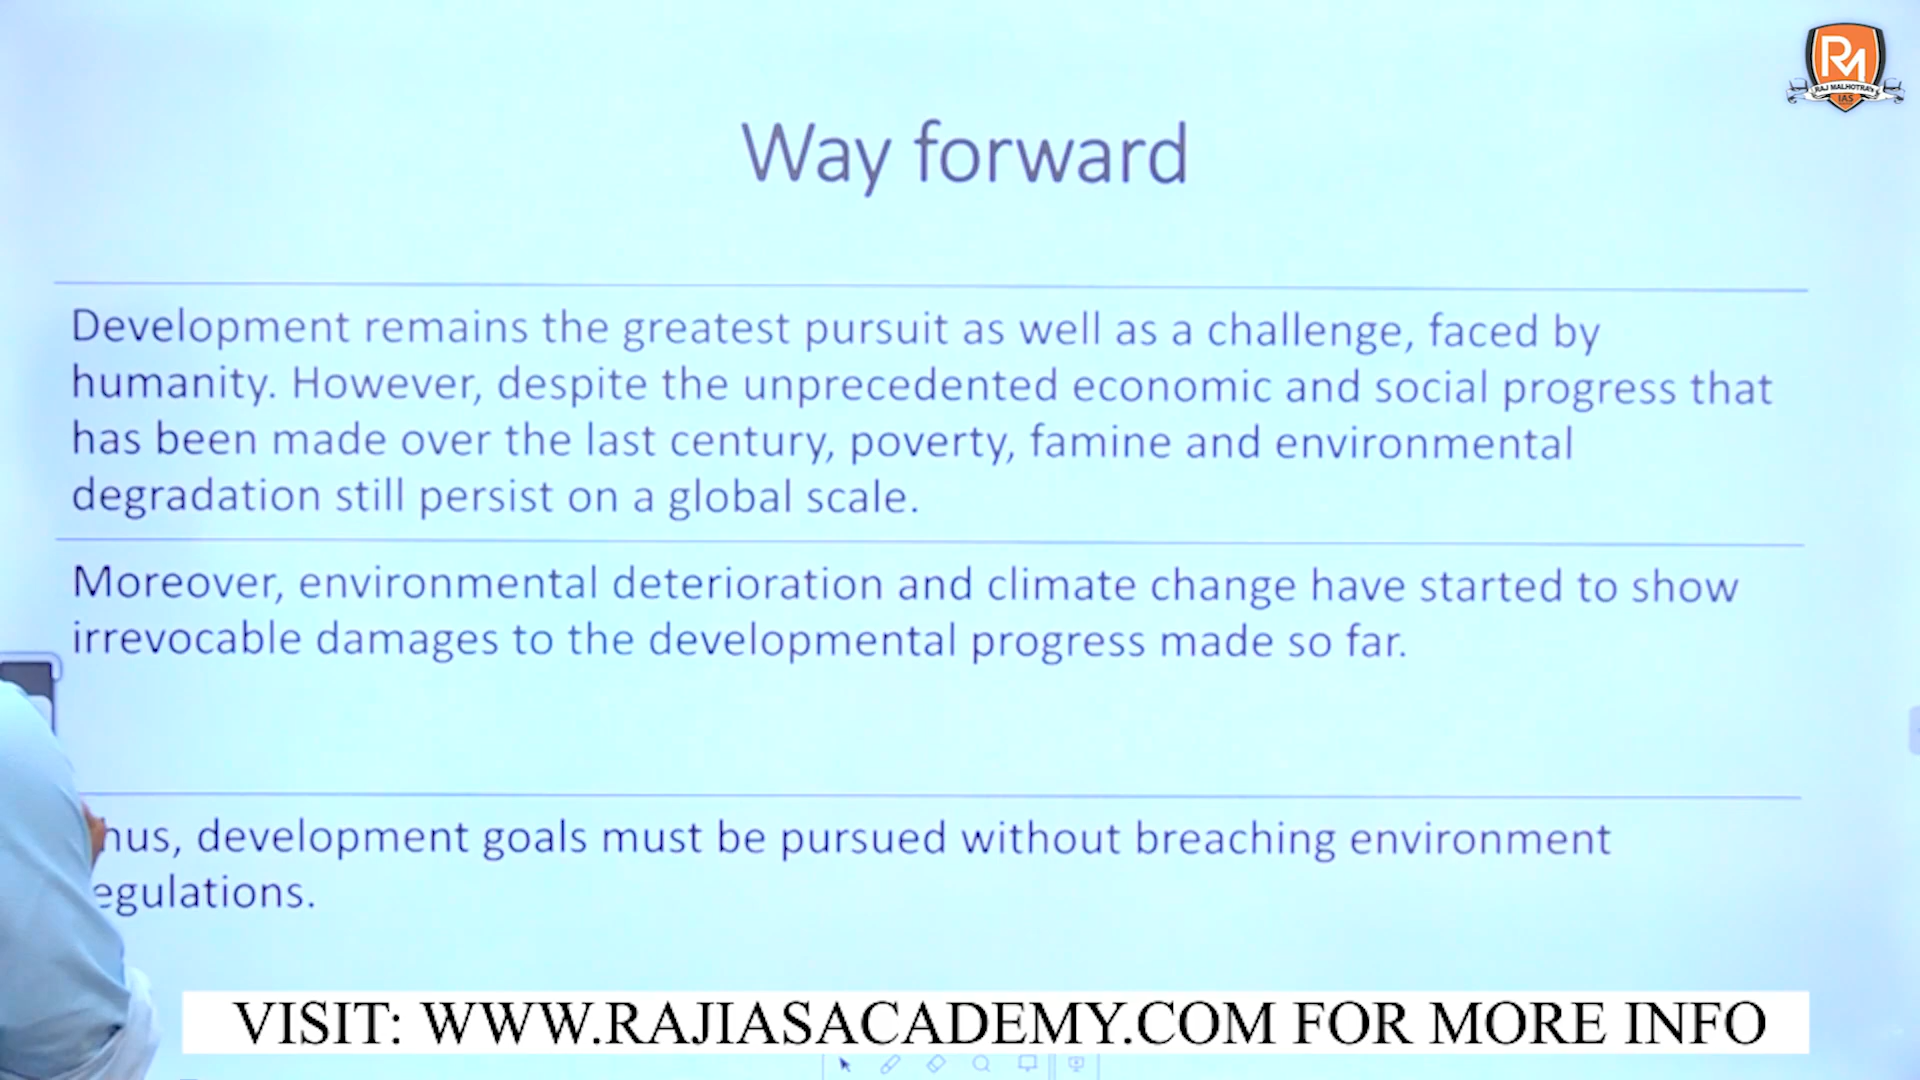 RM
RAJ MALHOTRA'S
IAS
Way forward
Development remains the greatest pursuit as well as a challenge, faced by
humanity. However, despite the unprecedented economic and social progress that
has been made over the last century, poverty, famine and environmental
degradation still persist on a global scale.
Moreover, environmental deterioration and climate change have started to show
irrevocable damages to the developmental progress made so far.
hus, development goals must be pursued without breaching environment
egulations.
VISIT: WWW.RAJIASACADEMY.COM FOR MORE INFO